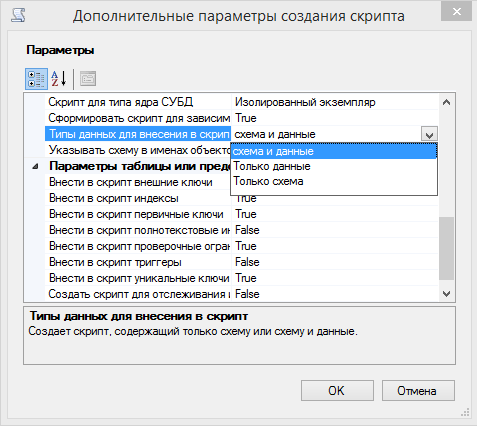 Дополнительные параметры создания скрипта
Параметры
Скрипт для типа ядра СУБД Изолированный экземпляр
Сформировать скрипт для зависим True
Типы данных для внесения в скрип схема и данные
Указывать схему в именах объекто схема и данные
Только данные
Параметры таблицы или пред
Только схема
Внести в скрипт внешние ключи
Внести в скрипт индексы True
Внести в скрипт первичные ключи True
Внести в скрипт полнотекстовые ин False
Внести в скрипт проверочные огран True
Внести в скрипт триггеры False
Внести в скрипт уникальные ключи True
Создать скрипт для отслеживания и False
Типы данных для внесения в скрипт
Создает скрипт, содержащий только схему или схему и данные.
OK Отмена